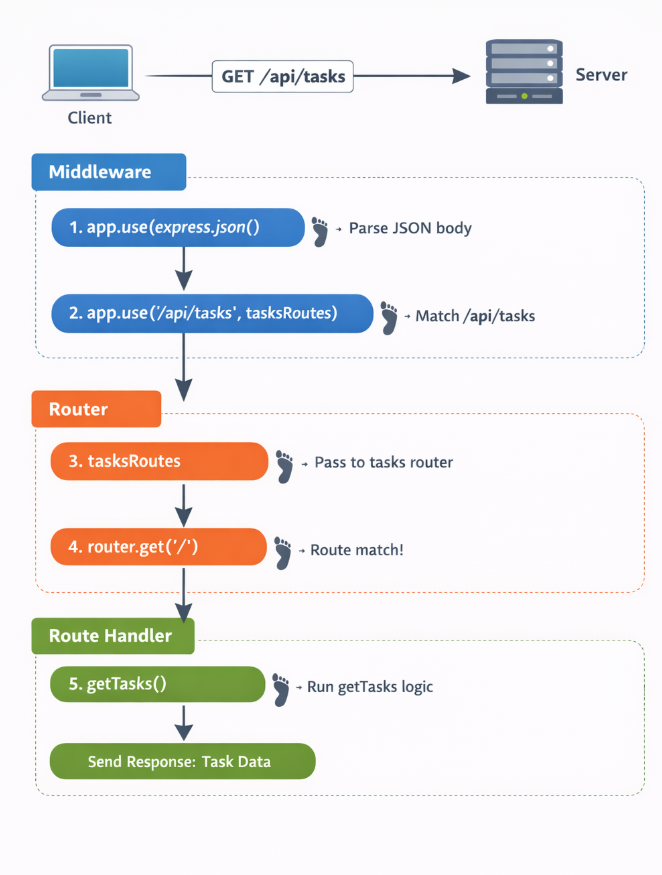 GET /api/tasks
Server
Client
Middleware
1. app.use(express.json()
→ Parse JSON body
2. app.use('/api/tasks', tasksRoutes)
→ Match /api/tasks
Router
3. tasksRoutes
→ Pass to tasks router
4. router.get('/')
→ Route match!
Route Handler
5. getTasks()
→ Run getTasks logic
Send Response: Task Data